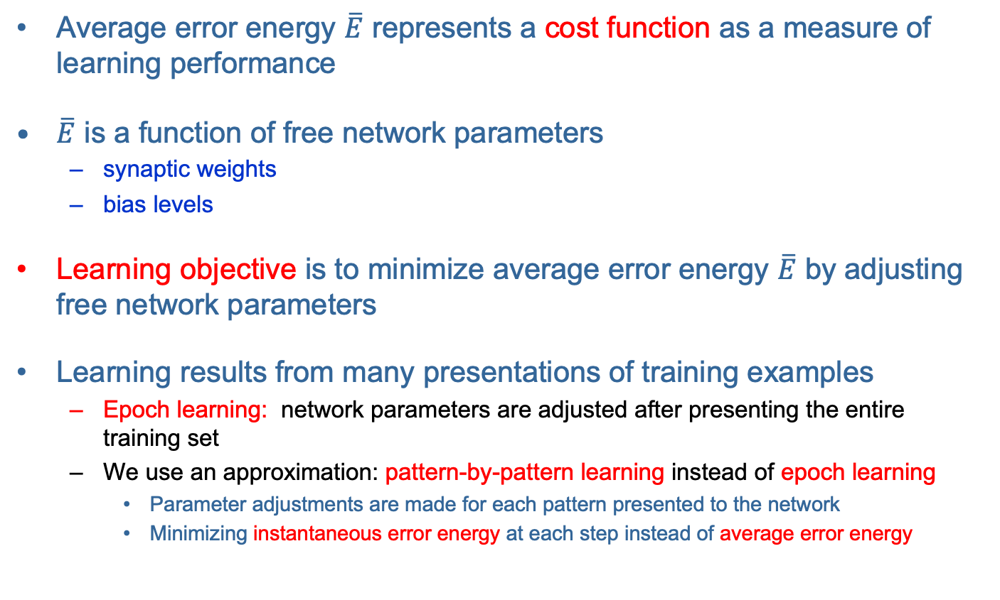 • Average error energy E̅ represents a cost function as a measure of
learning performance
• E̅ is a function of free network parameters
– synaptic weights
– bias levels
• Learning objective is to minimize average error energy E̅ by adjusting
free network parameters
• Learning results from many presentations of training examples
– Epoch learning: network parameters are adjusted after presenting the entire
training set
– We use an approximation: pattern-by-pattern learning instead of epoch learning
• Parameter adjustments are made for each pattern presented to the network
• Minimizing instantaneous error energy at each step instead of average error energy